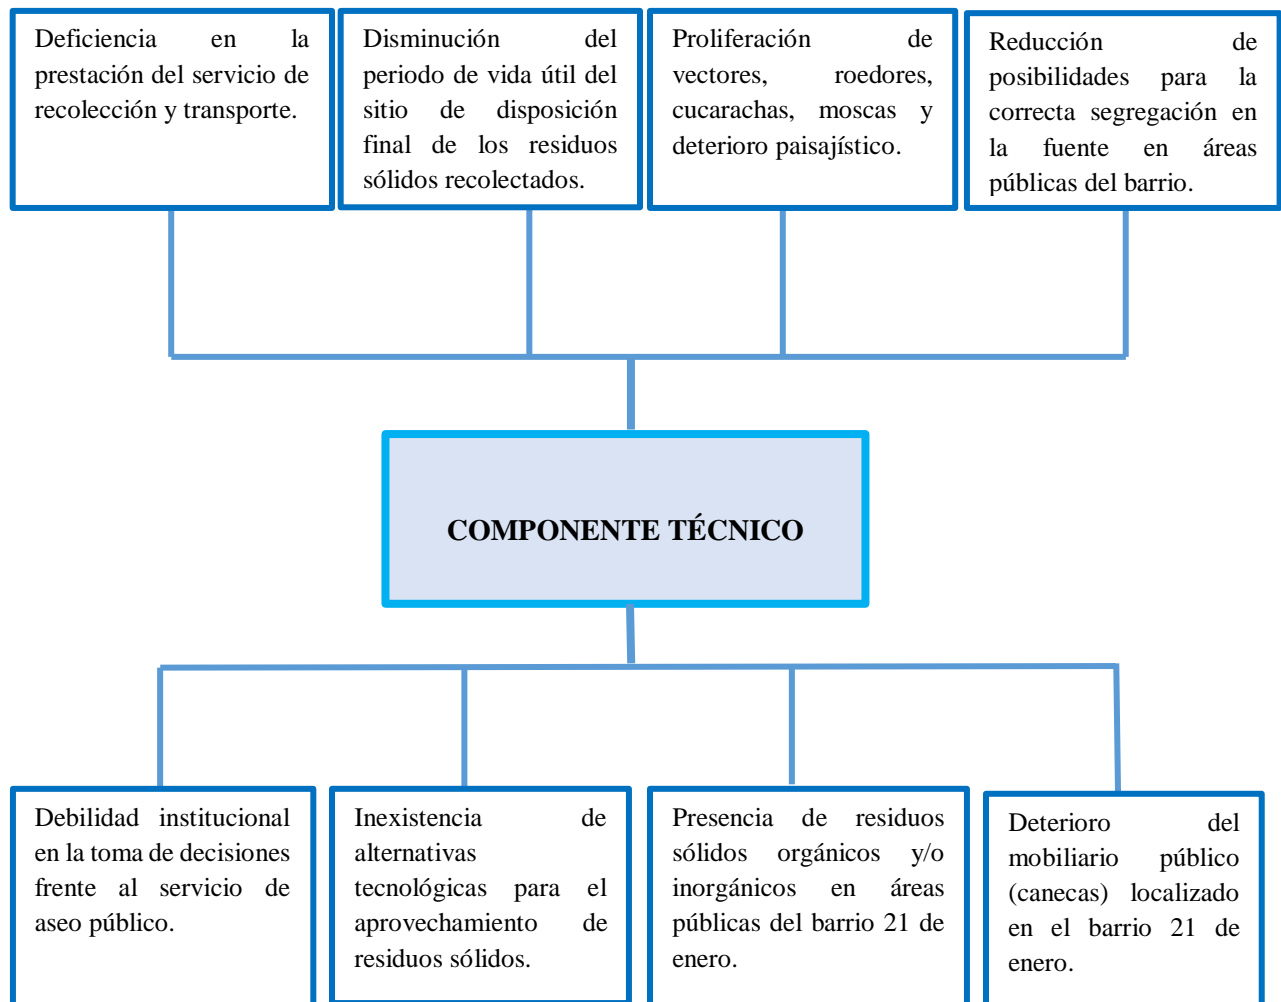 Deficiencia en la
prestación del servicio de
recolección y transporte.
Disminución del
periodo de vida útil del
sitio de disposición
final de los residuos
sólidos recolectados.
Proliferación de
vectores, roedores,
cucarachas, moscas y
deterioro paisajístico.
Reducción de
posibilidades para la
correcta segregación en
la fuente en áreas
públicas del barrio.
COMPONENTE TÉCNICO
Debilidad institucional
en la toma de decisiones
frente al servicio de
aseo público.
Inexistencia de
alternativas
tecnológicas para el
aprovechamiento de
residuos sólidos.
Presencia de residuos
sólidos orgánicos y/o
inorgánicos en áreas
públicas del barrio 21 de
enero.
Deterioro del
mobiliario público
(canecas) localizado
en el barrio 21 de
enero.